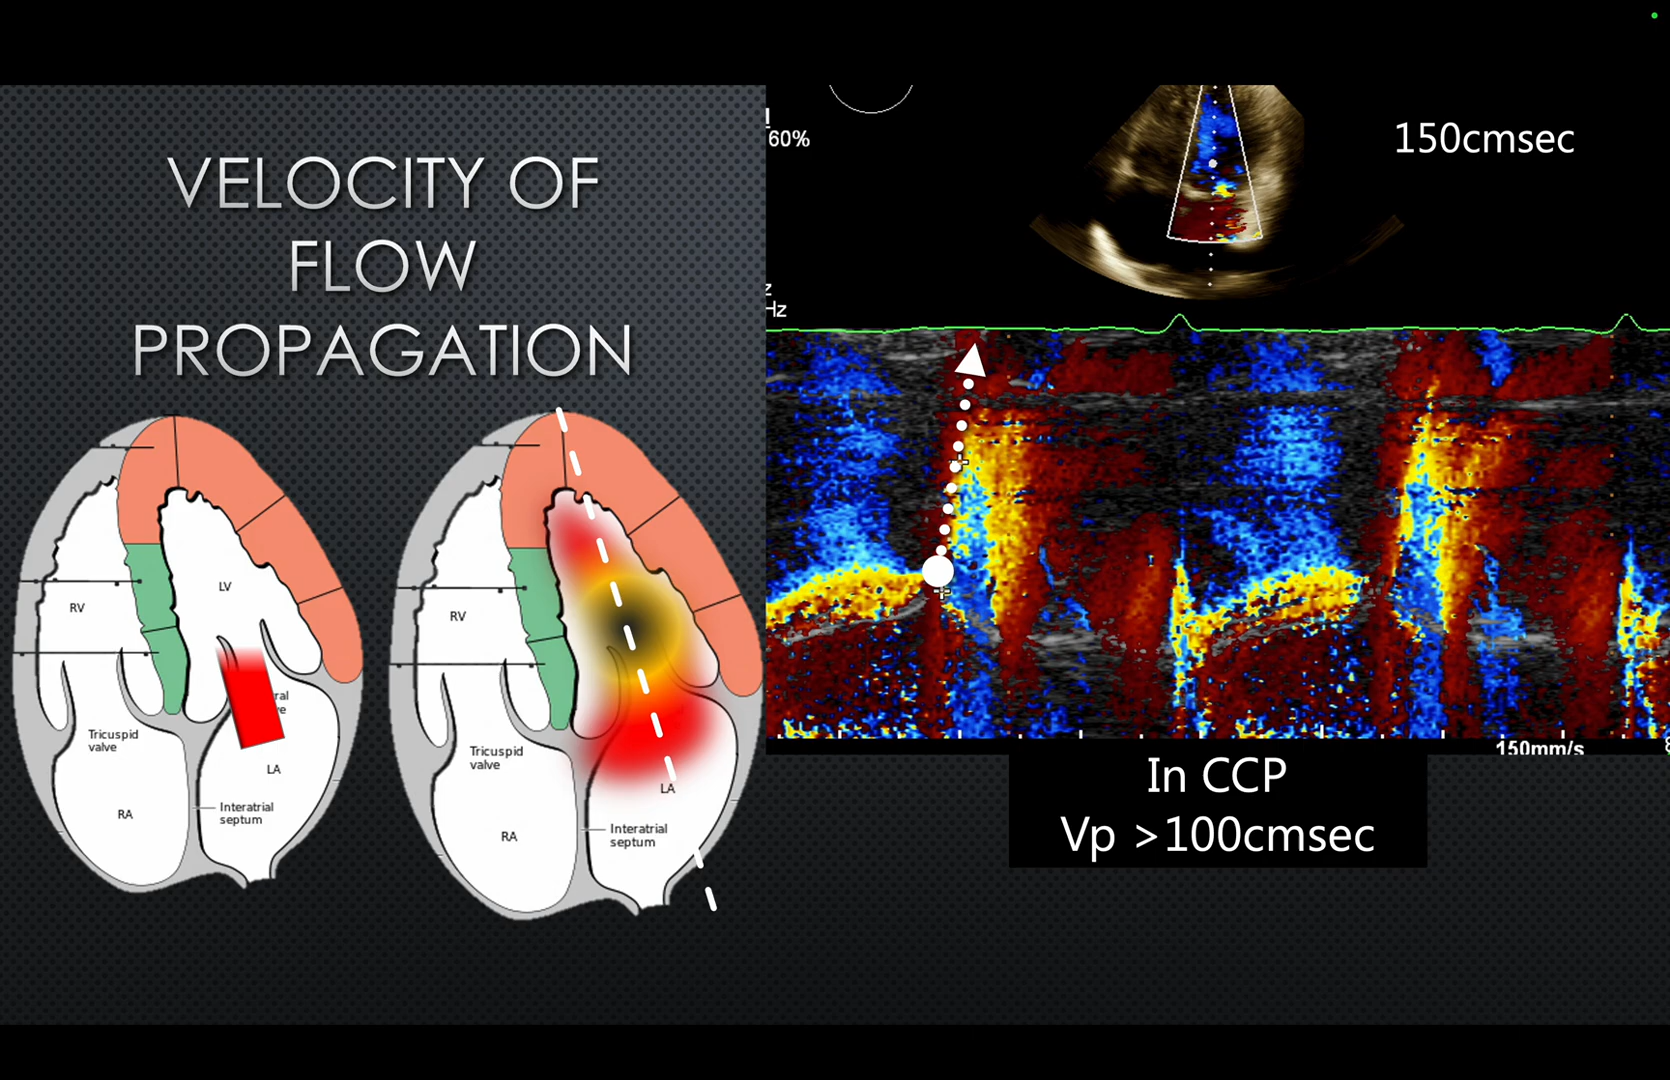 VELOCITY OF
FLOW
PROPAGATION
60%
Hz
150cmsec
150mm/s
In CCP
Vp >100cmsec
RV
LV
Tricuspid
valve
LA
RA
Interatrial
septum
RV
Tricuspid
valve
LA
RA
Interatrial
septum